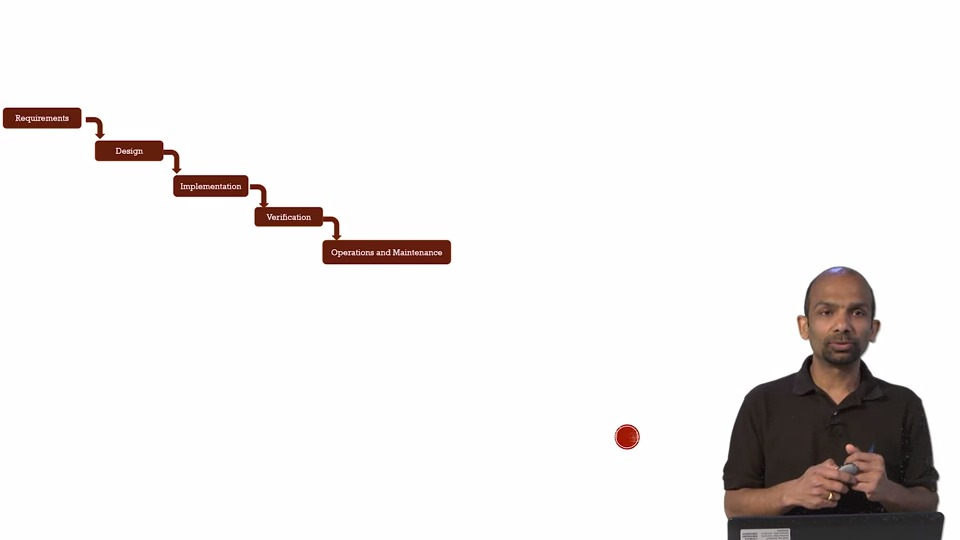 Requirements
Design
Implementation
Verification
Operations and Maintenance